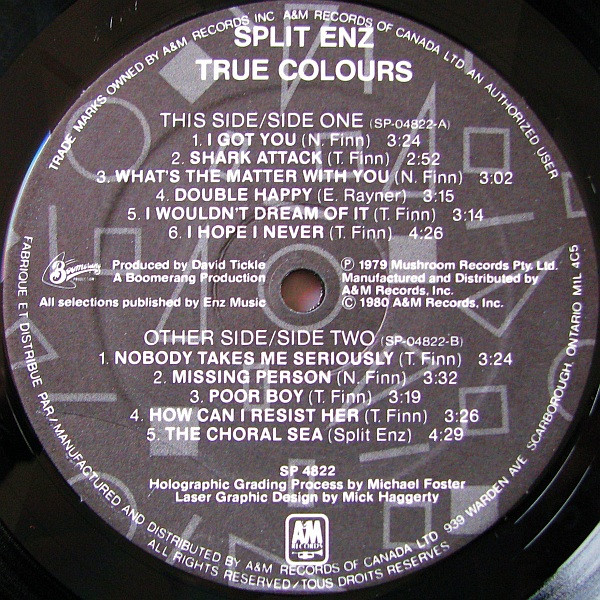 TRADE MARKS OWNED BY A&M RECORDS INC A&M RECORDS OF CANADA LTD AN AUTHORIZED USER
SPLIT ENZ
TRUE COLOURS
THIS SIDE/SIDE ONE (SP-04822-A)
1. I GOT YOU (N. Finn) 3:24
2. SHARK ATTACK (T. Finn) 2:52
3. WHAT'S THE MATTER WITH YOU (N. Finn) 3:02
4. DOUBLE HAPPY (E. Rayner) 3:15
5. I WOULDN'T DREAM OF IT (T. Finn) 3:14
6. I HOPE I NEVER (T. Finn) 4:26
Boomerang
Produced by David Tickle
A Boomerang Production
All selections published by Enz Music
Ⓟ 1979 Mushroom Records Pty. Ltd.
Manufactured and Distributed by
A&M Records, Inc.
© 1980 A&M Records, Inc.
OTHER SIDE/SIDE TWO (SP-04822-B)
1. NOBODY TAKES ME SERIOUSLY (T. Finn) 3:24
2. MISSING PERSON (N. Finn) 3:32
3. POOR BOY (T. Finn) 3:19
4. HOW CAN I RESIST HER (T. Finn) 3:26
5. THE CHORAL SEA (Split Enz) 4:29
SP 4822
Holographic Grading Process by Michael Foster
Laser Graphic Design by Mick Haggerty
A&M
RECORDS
FABRIQUE ET DISTRIBUE PAR/MANUFACTURED AND DISTRIBUTED BY A&M RECORDS OF CANADA LTD 939 WARDEN AVE SCARBOROUGH, ONTARIO M1L 4C5
ALL RIGHTS RESERVED/TOUS DROITS RESERVES